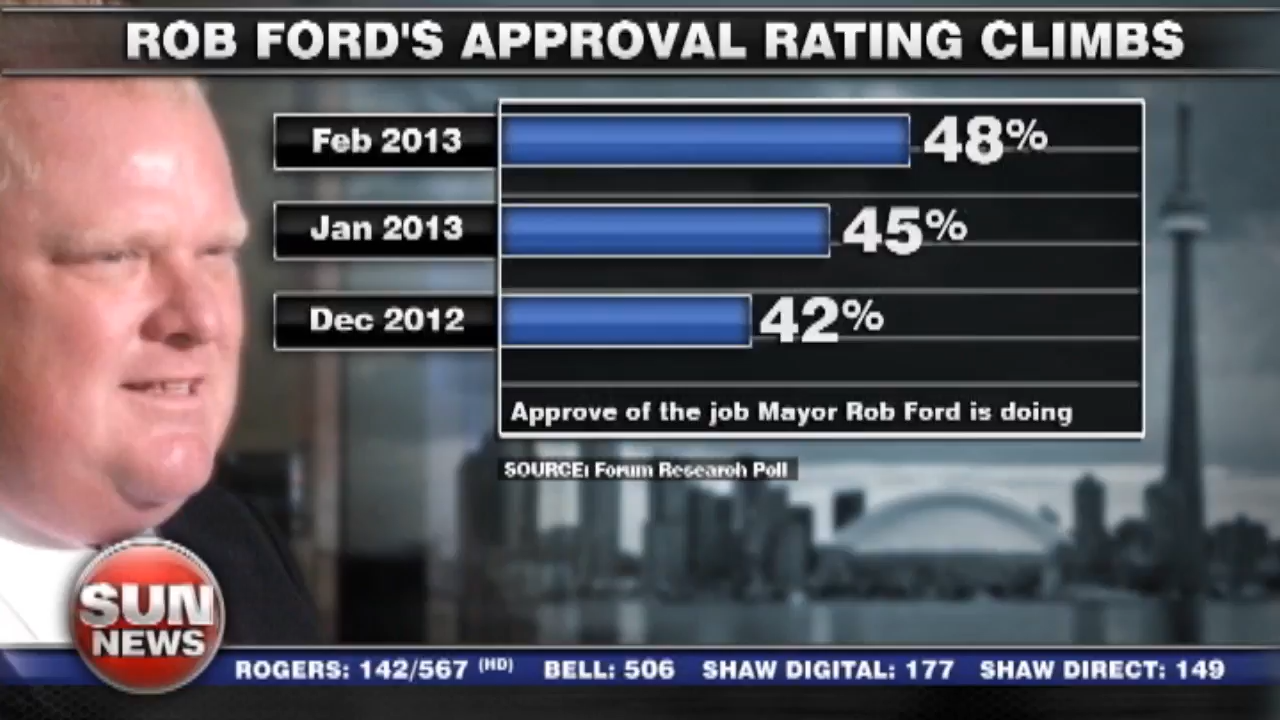 ROB FORD'S APPROVAL RATING CLIMBS
Feb 2013 48%
Jan 2013 45%
Dec 2012 42%
Approve of the job Mayor Rob Ford is doing
SOURCE: Forum Research Poll
SUN
NEWS
ROGERS: 142/567 (HD) BELL: 506 SHAW DIGITAL: 177 SHAW DIRECT: 149